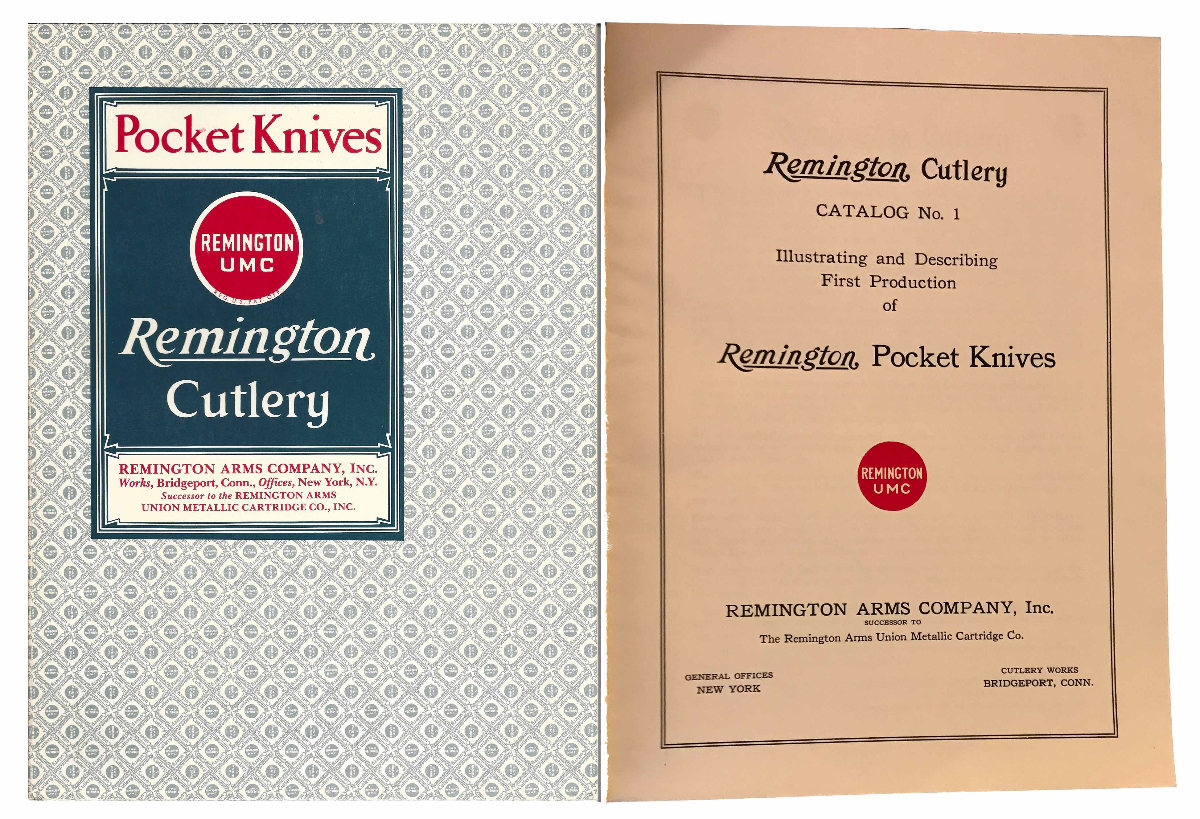 Pocket Knives
REMINGTON
UMC
REG. U.S. PAT. OFF.
Remington
Cutlery
REMINGTON ARMS COMPANY, INC.
Works, Bridgeport, Conn., Offices, New York, N.Y.
Successor to the REMINGTON ARMS
UNION METALLIC CARTRIDGE CO., INC.
Remington Cutlery
CATALOG No. 1
Illustrating and Describing
First Production
of
Remington Pocket Knives
REMINGTON
UMC
REMINGTON ARMS COMPANY, Inc.
SUCCESSOR TO
The Remington Arms Union Metallic Cartridge Co.
GENERAL OFFICES
NEW YORK
CUTLERY WORKS
BRIDGEPORT, CONN.